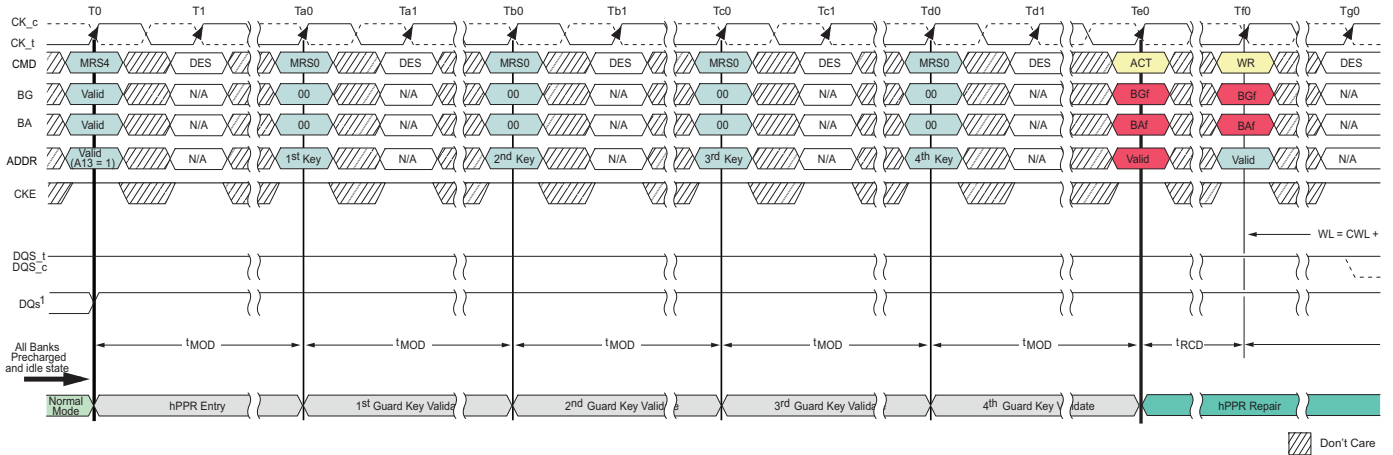 T0 T1 Ta0 Ta1 Tb0 Tb1 Tc0 Tc1 Td0 Td1 Te0 Tf0 Tg0
CK_c
CK_t
CMD MRS4 DES MRS0 DES MRS0 DES MRS0 DES MRS0 DES ACT WR DES
BG Valid N/A 00 N/A 00 N/A 00 N/A 00 N/A BGf BGf N/A
BA Valid N/A 00 N/A 00 N/A 00 N/A 00 N/A BAf BAf N/A
ADDR Valid (A13 = 1) N/A 1st Key N/A 2nd Key N/A 3rd Key N/A 4th Key N/A Valid Valid N/A
CKE
WL = CWL +
DQS_t
DQS_c
DQs1
All Banks
Precharged
and idle state
tMOD tMOD tMOD tMOD tMOD tRCD
Normal Mode hPPR Entry 1st Guard Key Valida 2nd Guard Key Valid e 3rd Guard Key Valida 4th Guard Key V idate hPPR Repair
Don't Care